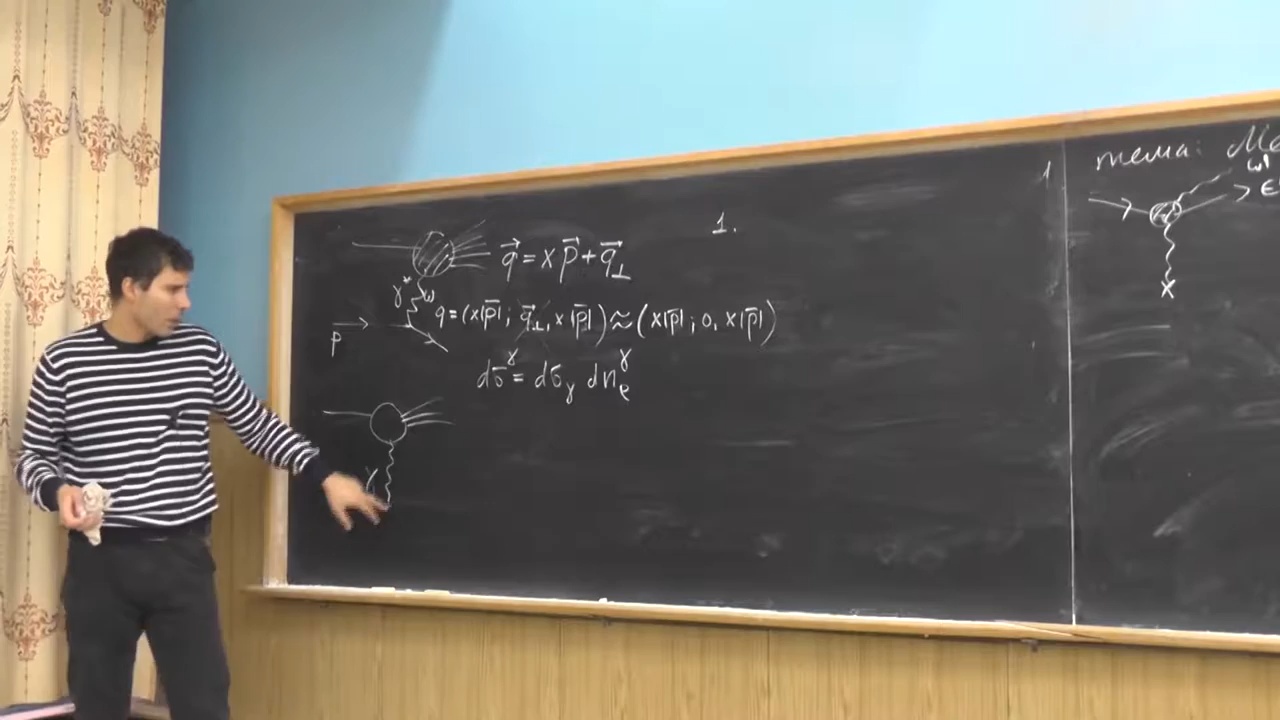 1.
q⃗ = x p⃗ + q⃗⊥
γ* ω
q = (x|p⃗|; q⃗⊥, x|p⃗|) ≈ (x|p⃗|; 0, x|p⃗|)
p
dσ^γ = dσ_γ dn_e^γ
γ
1
тема:
ω'
ε
x